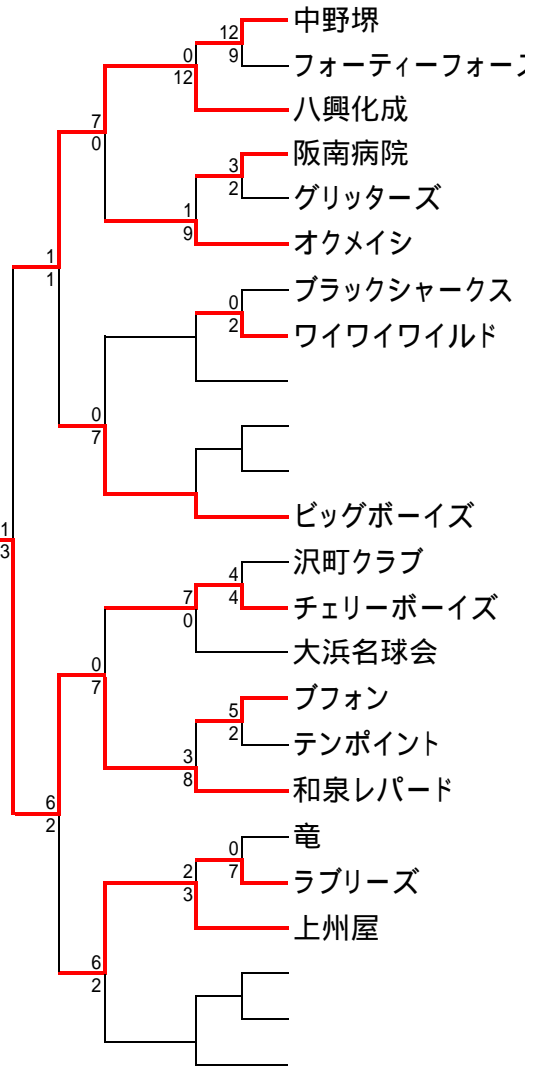 中野堺
12
9
フォーティーフォー
0
12
八興化成
7
0
阪南病院
3
2
グリッターズ
1
9
オクメイシ
1
1
ブラックシャークス
0
2
ワイワイワイルド
0
7
ビッグボーイズ
1
3
沢町クラブ
4
4
チェリーボーイズ
7
0
大浜名球会
0
7
ブフォン
5
2
テンポイント
3
8
和泉レパード
6
2
竜
0
7
ラブリーズ
2
3
上州屋
6
2